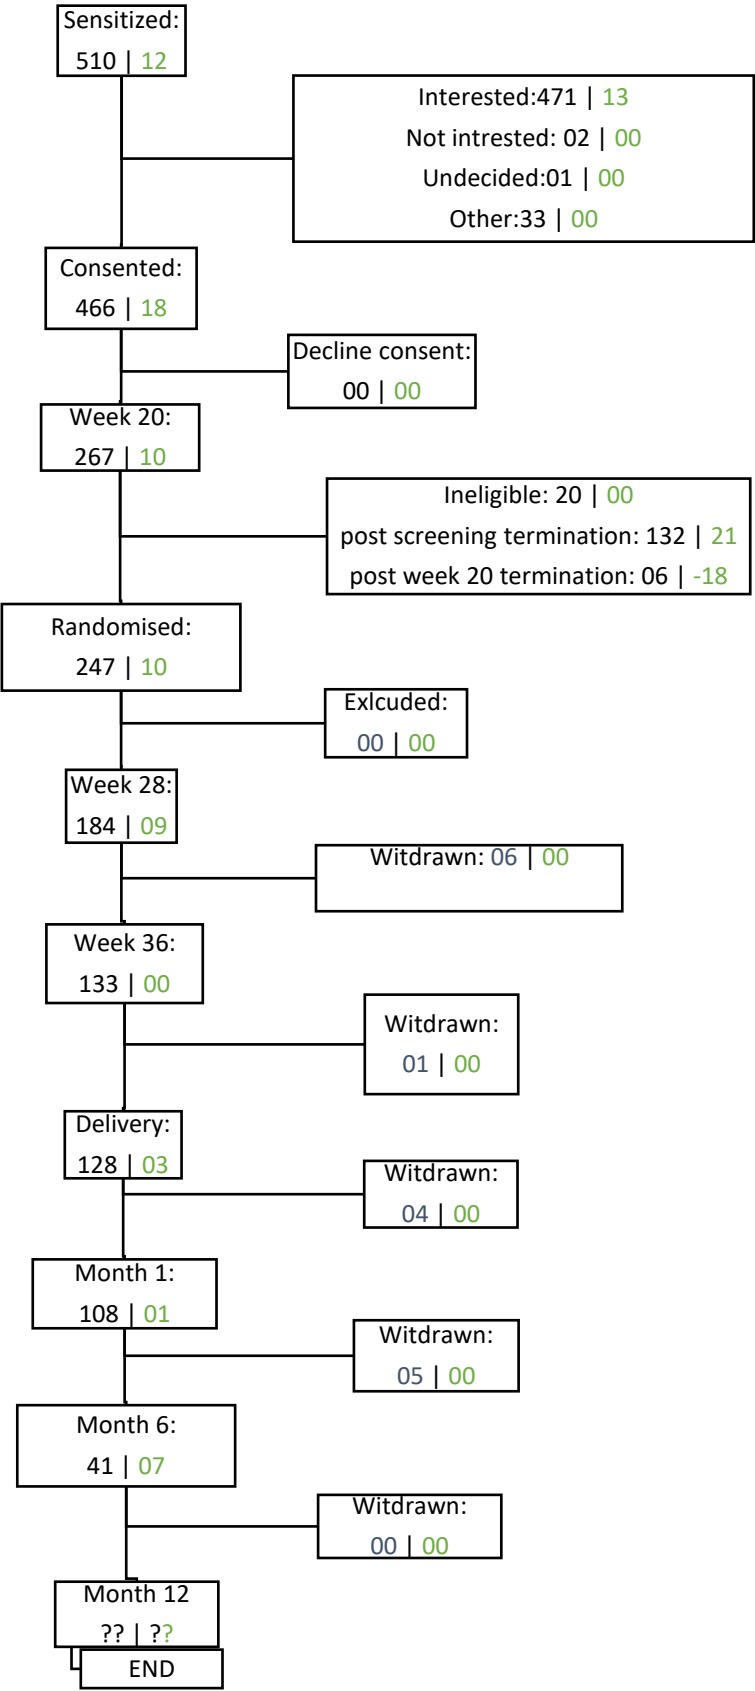 Sensitized:
510 | 12
Interested:471 | 13
Not intrested: 02 | 00
Undecided:01 | 00
Other:33 | 00
Consented:
466 | 18
Decline consent:
00 | 00
Week 20:
267 | 10
Ineligible: 20 | 00
post screening termination: 132 | 21
post week 20 termination: 06 | -18
Randomised:
247 | 10
Exlcuded:
00 | 00
Week 28:
184 | 09
Witdrawn: 06 | 00
Week 36:
133 | 00
Witdrawn:
01 | 00
Delivery:
128 | 03
Witdrawn:
04 | 00
Month 1:
108 | 01
Witdrawn:
05 | 00
Month 6:
41 | 07
Witdrawn:
00 | 00
Month 12
?? | ??
END